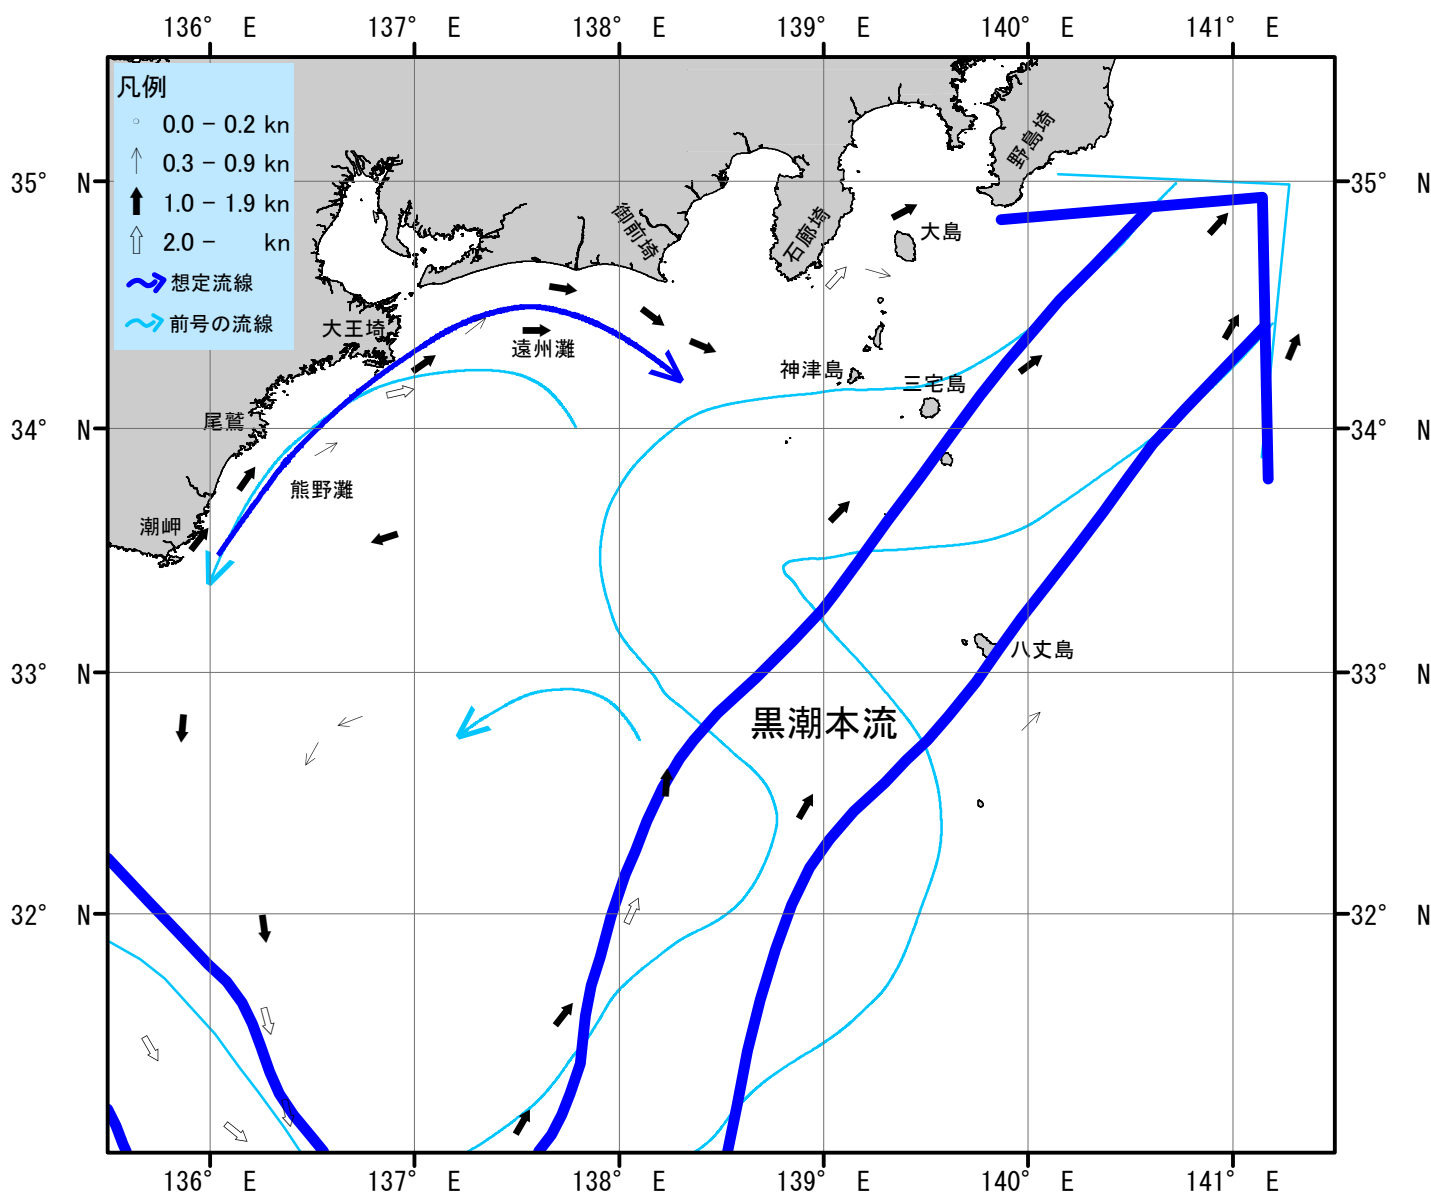 136° E 137° E 138° E 139° E 140° E 141° E
凡例
0.0 - 0.2 kn
0.3 - 0.9 kn
1.0 - 1.9 kn
2.0 - kn
想定流線
前号の流線
35° N
35° N
野島埼
御前埼
石廊埼
大島
大王埼
遠州灘
神津島
三宅島
尾鷲
34° N
34° N
熊野灘
潮岬
八丈島
33° N
33° N
黒潮本流
32° N
32° N
136° E 137° E 138° E 139° E 140° E 141° E